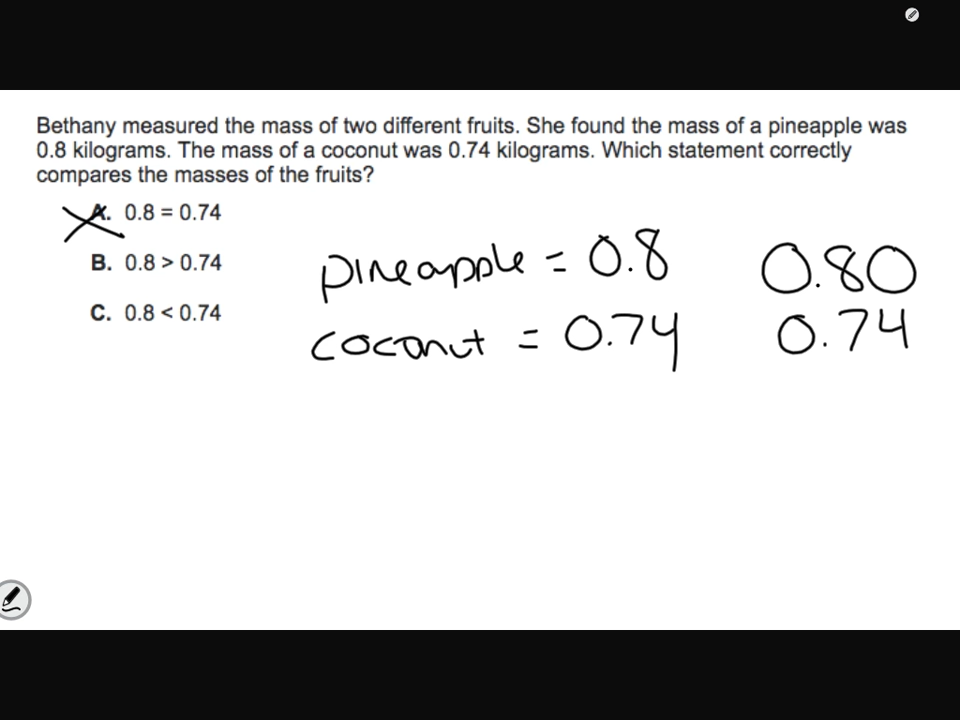 Bethany measured the mass of two different fruits. She found the mass of a pineapple was
0.8 kilograms. The mass of a coconut was 0.74 kilograms. Which statement correctly
compares the masses of the fruits?
A. 0.8 = 0.74
B. 0.8 > 0.74
C. 0.8 < 0.74
pineapple = 0.8 0.80
coconut = 0.74 0.74